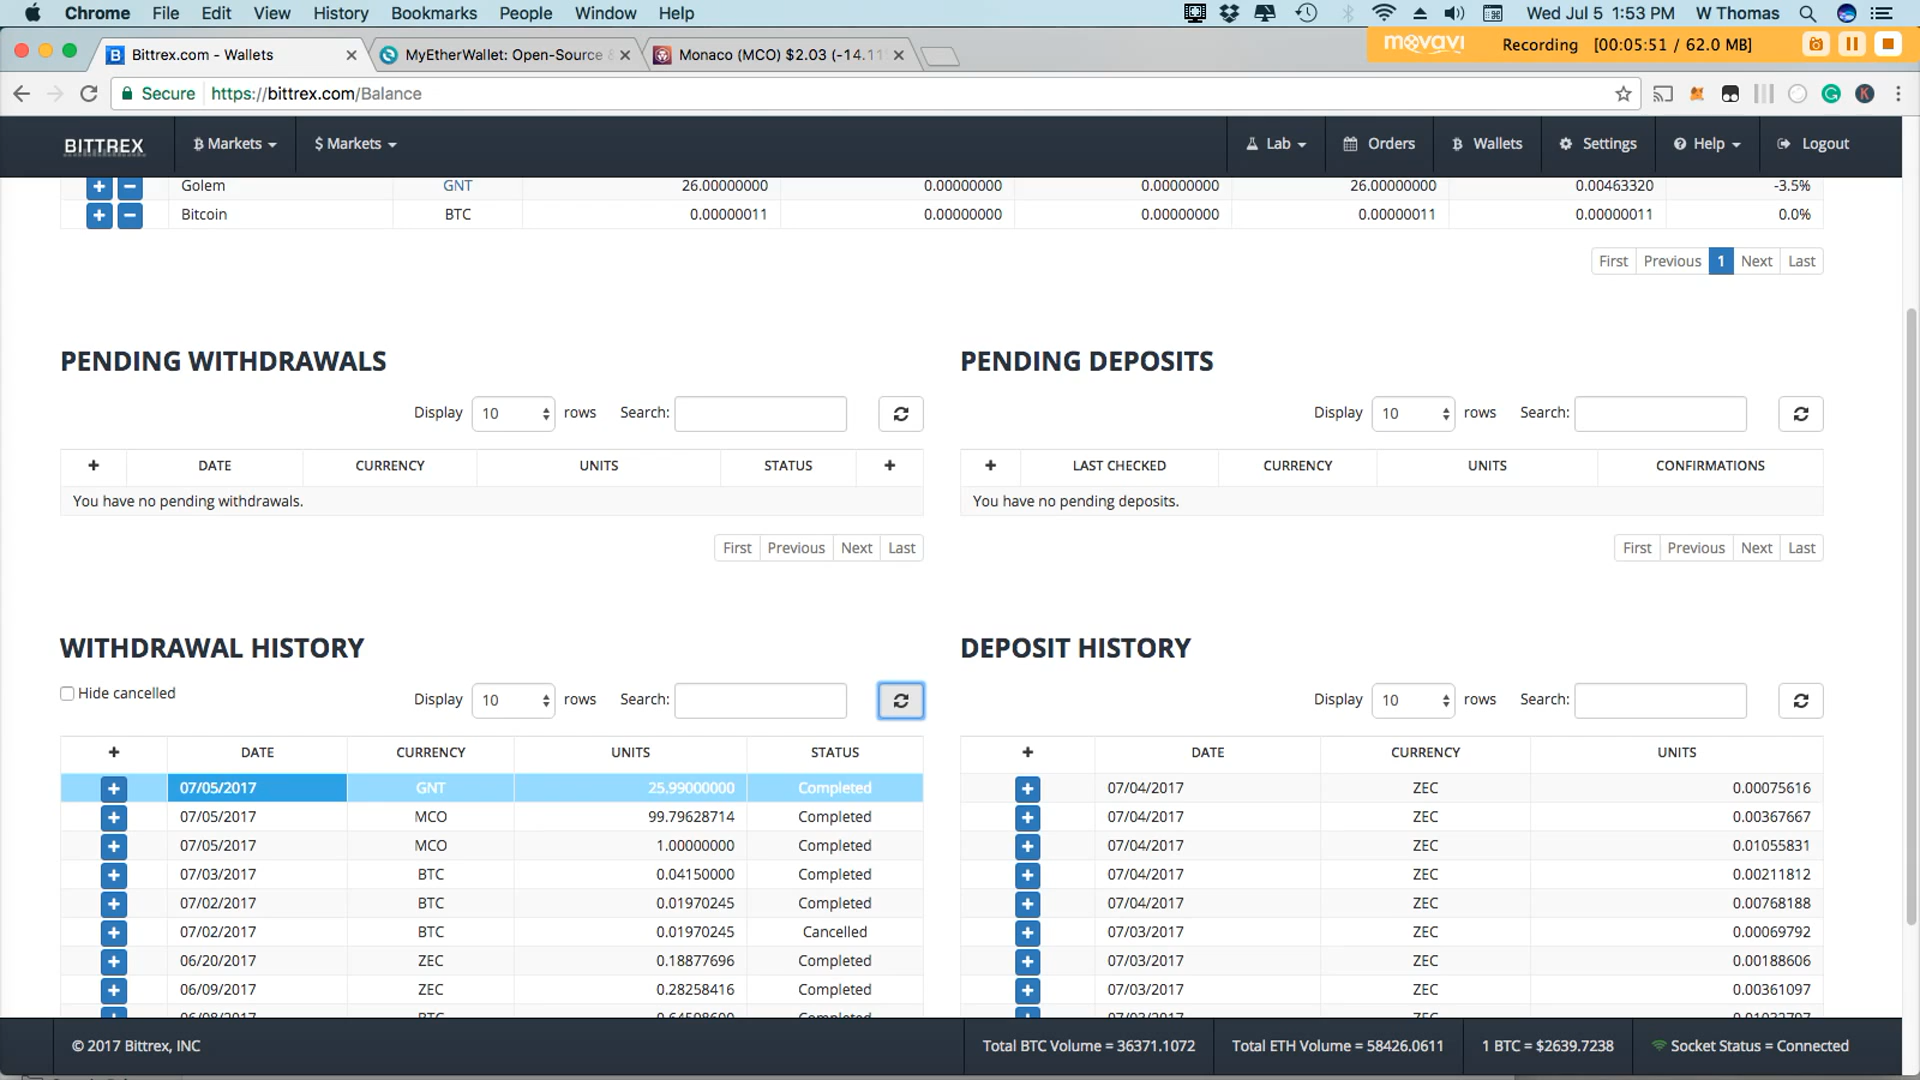 Chrome File Edit View History Bookmarks People Window Help Wed Jul 5 1:53 PM W Thomas
Bittrex.com - Wallets MyEtherWallet: Open-Source Monaco (MCO) $2.03 (-14.11 movavi Recording [00:05:51 / 62.0 MB]
Secure https://bittrex.com/Balance
BITTREX Markets $ Markets Lab Orders Wallets Settings Help Logout
Golem GNT 26.00000000 0.00000000 0.00000000 26.00000000 0.00463320 -3.5%
Bitcoin BTC 0.00000011 0.00000000 0.00000000 0.00000011 0.00000011 0.0%
First Previous 1 Next Last
PENDING WITHDRAWALS PENDING DEPOSITS
Display 10 rows Search: Display 10 rows Search:
+ DATE CURRENCY UNITS STATUS + + LAST CHECKED CURRENCY UNITS CONFIRMATIONS
You have no pending withdrawals. You have no pending deposits.
First Previous Next Last First Previous Next Last
WITHDRAWAL HISTORY DEPOSIT HISTORY
Hide cancelled Display 10 rows Search: Display 10 rows Search:
+ DATE CURRENCY UNITS STATUS + DATE CURRENCY UNITS
+ 07/05/2017 GNT 25.99000000 Completed + 07/04/2017 ZEC 0.00075616
+ 07/05/2017 MCO 99.79628714 Completed + 07/04/2017 ZEC 0.00367667
+ 07/05/2017 MCO 1.00000000 Completed + 07/04/2017 ZEC 0.01055831
+ 07/03/2017 BTC 0.04150000 Completed + 07/04/2017 ZEC 0.00211812
+ 07/02/2017 BTC 0.01970245 Completed + 07/04/2017 ZEC 0.00768188
+ 07/02/2017 BTC 0.01970245 Cancelled + 07/03/2017 ZEC 0.00069792
+ 06/20/2017 ZEC 0.18877696 Completed + 07/03/2017 ZEC 0.00188606
+ 06/09/2017 ZEC 0.28258416 Completed + 07/03/2017 ZEC 0.00361097
© 2017 Bittrex, INC Total BTC Volume = 36371.1072 Total ETH Volume = 58426.0611 1 BTC = $2639.7238 Socket Status = Connected